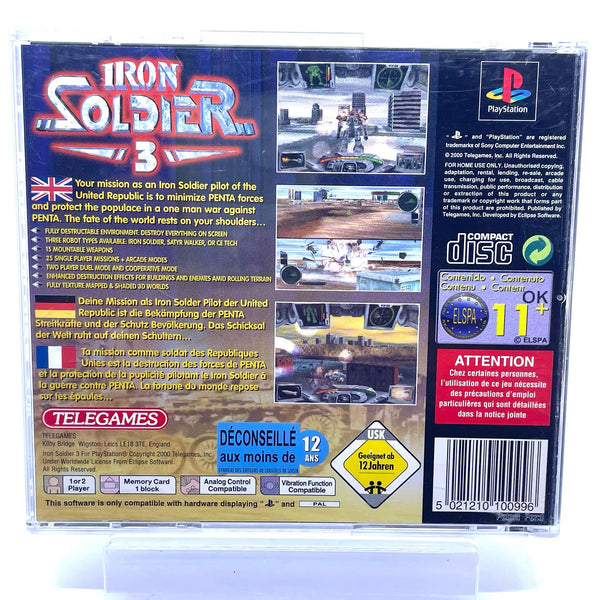 IRON
SOLDIER
3
Your mission as an Iron Soldier pilot of the
United Republic is to minimize PENTA forces
and protect the populace in a one man war against
PENTA. The fate of the world rests on your shoulders...
FULLY DESTRUCTABLE ENVIRONMENT. DESTROY EVERYTHING ON SCREEN
THREE ROBOT TYPES AVAILABLE: IRON SOLDIER, SATYR WALKER, OR CE TECH
15 MOUNTABLE WEAPONS
25 SINGLE PLAYER MISSIONS + ARCADE MODES
TWO PLAYER DUEL MODE AND COOPERATIVE MODE
ENHANCED DESTRUCTION EFFECTS FOR BUILDINGS AND ENEMIES AMID ROLLING TERRAIN
FULLY TEXTURE MAPPED & SHADED 3D WORLDS
Deine Mission als Iron Solder Pilot der United
Republic ist die Bekämpfung der PENTA
Streitkräfte und der Schutz Bevölkerung. Das Schicksal
der Welt ruht auf deinen Schultern...
Ta mission comme soldat des Republiques
Unies est la destruction des forces de PENTA
et la protection de la pupulicité pilotant le Iron Soldier à
la guerre contre PENTA. La fortune du monde repose
sur tes épaules...
TELEGAMES
TELEGAMES
Kilby Bridge, Wigston, Leics LE18 3TE, England
Iron Soldier 3 For PlayStation® Copyright 2000 Telegames, Inc.
Under Worldwide License From Eclipse Software.
All Rights Reserved.
DÉCONSEILLÉ
aux moins de
12
ANS
SYNDICAT DES EDITEURS DE LOGICIELS DE LOISIR
USK
Geeignet ab
12 Jahren
1 or 2
Player
Memory Card
1 block
Analog Control
Compatible
Vibration Function
Compatible
This software is only compatible with hardware displaying "PS" and PAL
PlayStation
"PS" and "PlayStation" are registered
trademarks of Sony Computer Entertainment Inc.
© 2000 Telegames, Inc. All Rights Reserved.
FOR HOME USE ONLY. Unauthorised copying,
adaptation, rental, lending, re-sale, arcade
use, charging for use, broadcast, cable
transmission, public performance, distribution
or extraction of this product or any
trademark or copyright work that forms part
of this product are prohibited. Published by
Telegames, Inc. Developed by Eclipse Software.
COMPACT
disc
Contenido • Contenuto
Contenu • Content
ELSPA
OK
11+
© ELSPA
ATTENTION
Chez certaines personnes,
l'utilisation de ce jeu nécessite
des précautions d'emploi
particulières qui sont détaillées
dans la notice jointe
5 021210 100996